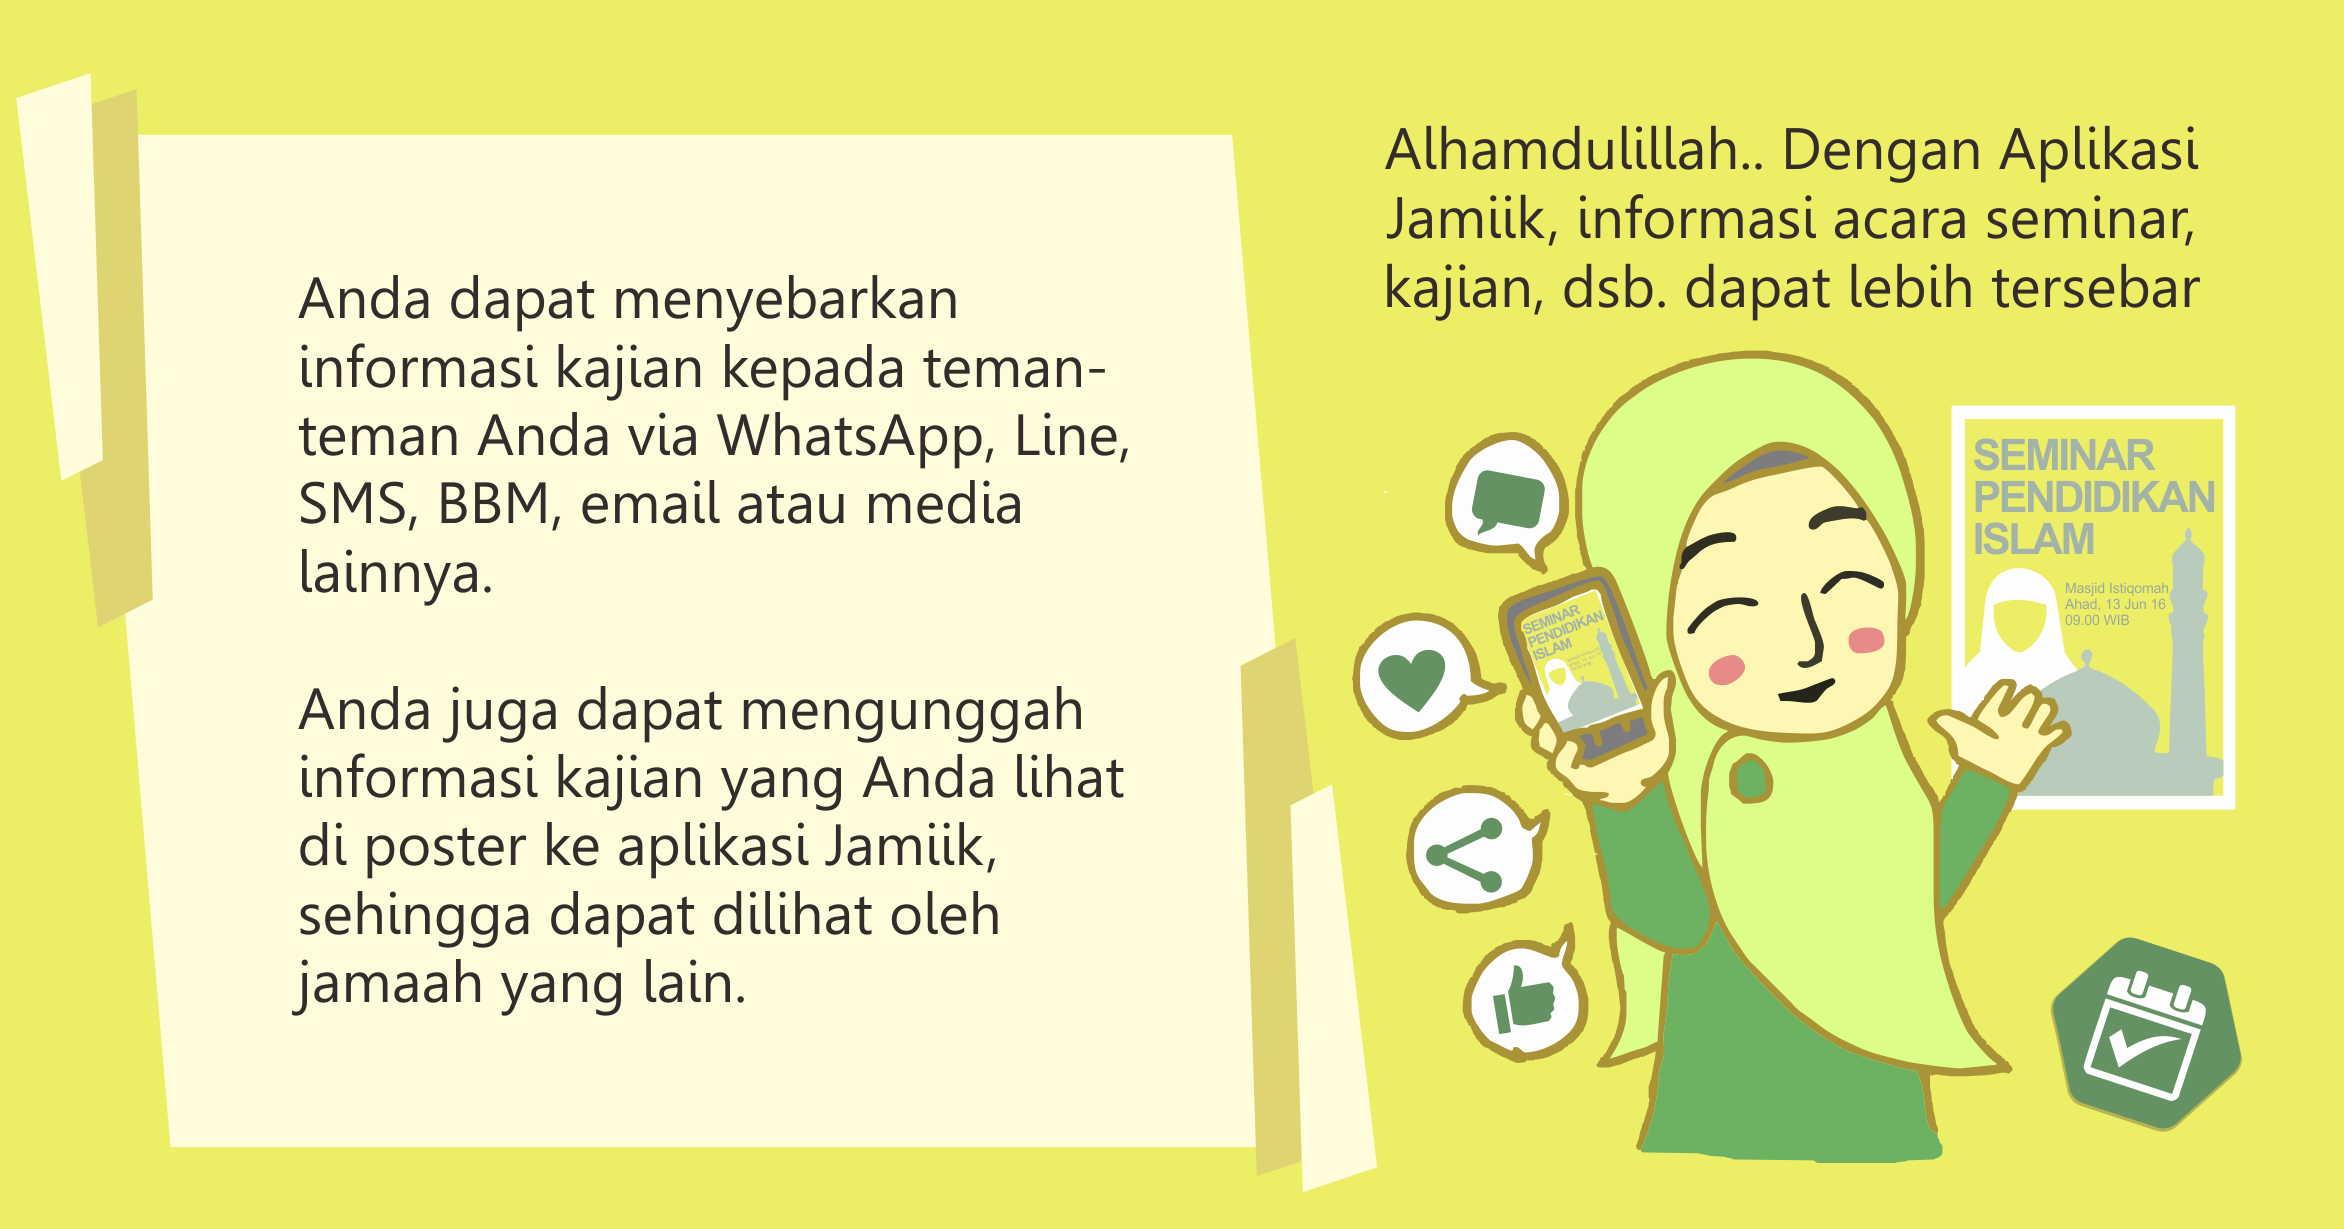 Anda dapat menyebarkan
informasi kajian kepada teman-
teman Anda via WhatsApp, Line,
SMS, BBM, email atau media
lainnya.
Anda juga dapat mengunggah
informasi kajian yang Anda lihat
di poster ke aplikasi Jamiik,
sehingga dapat dilihat oleh
jamaah yang lain.
Alhamdulillah.. Dengan Aplikasi
Jamiik, informasi acara seminar,
kajian, dsb. dapat lebih tersebar
SEMINAR
PENDIDIKAN
ISLAM
SEMINAR
PENDIDIKAN
ISLAM
Masjid Istiqomah
Ahad, 13 Jun 16
09.00 WIB